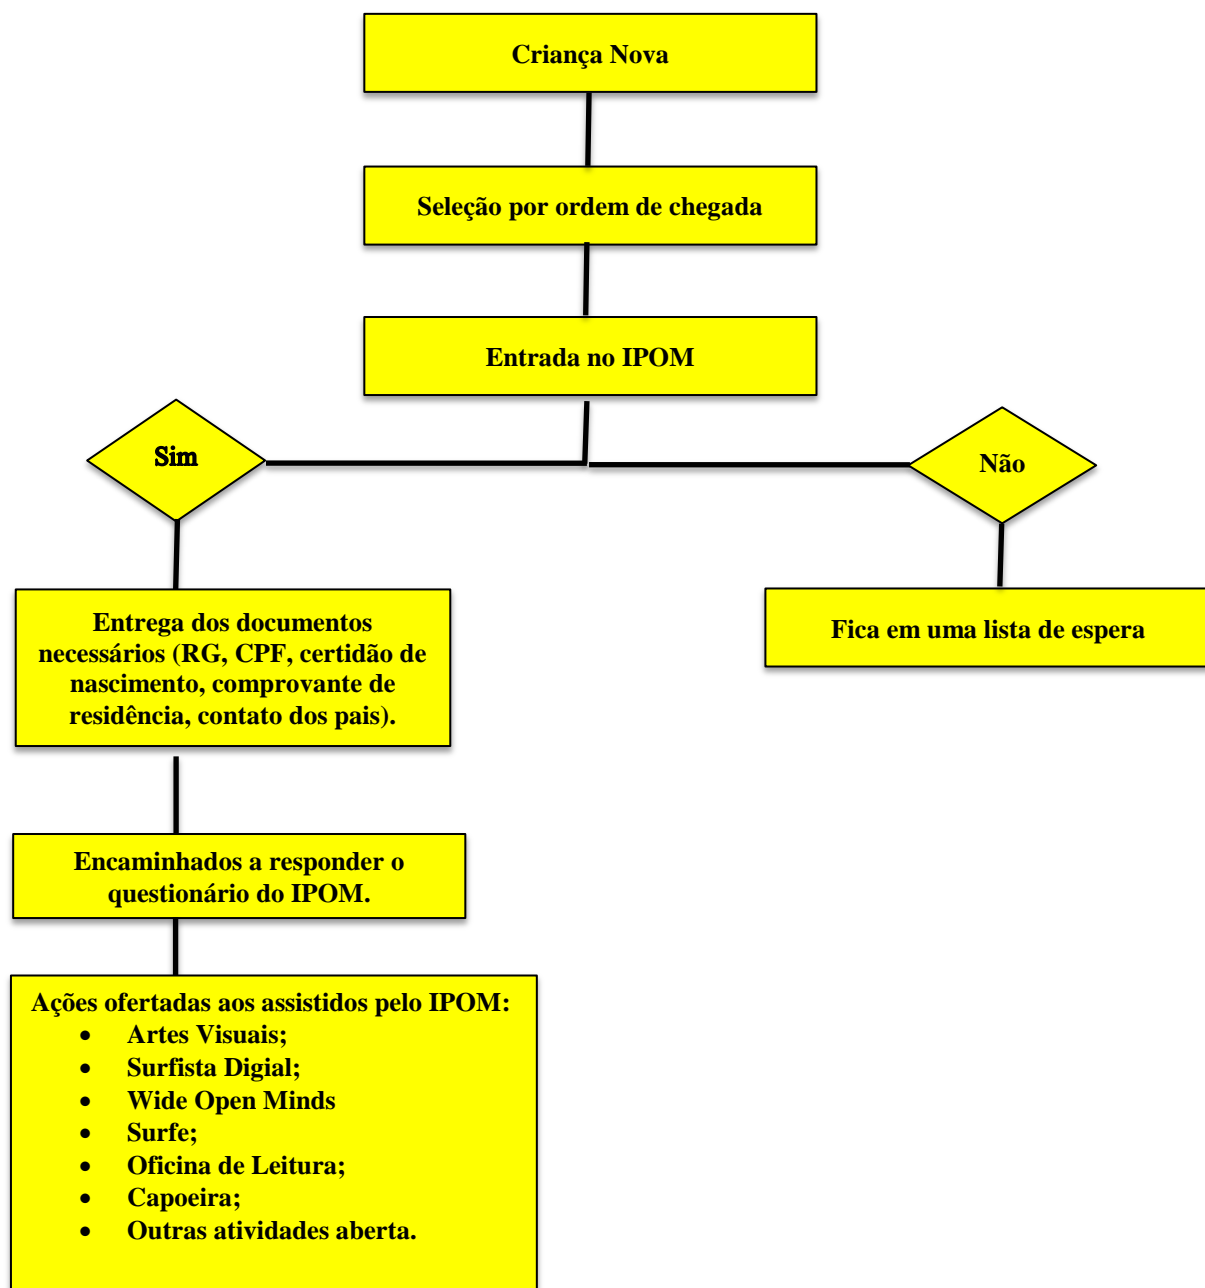 Criança Nova
Seleção por ordem de chegada
Entrada no IPOM
Sim
Não
Entrega dos documentos
necessários (RG, CPF, certidão de
nascimento, comprovante de
residência, contato dos pais).
Fica em uma lista de espera
Encaminhados a responder o
questionário do IPOM.
Ações ofertadas aos assistidos pelo IPOM:
• Artes Visuais;
• Surfista Digial;
• Wide Open Minds
• Surfe;
• Oficina de Leitura;
• Capoeira;
• Outras atividades aberta.